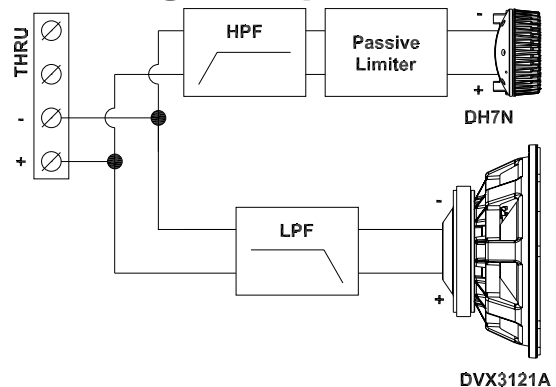 THRU
HPF
Passive
Limiter
-
+
DH7N
-
+
LPF
-
+
DVX3121A